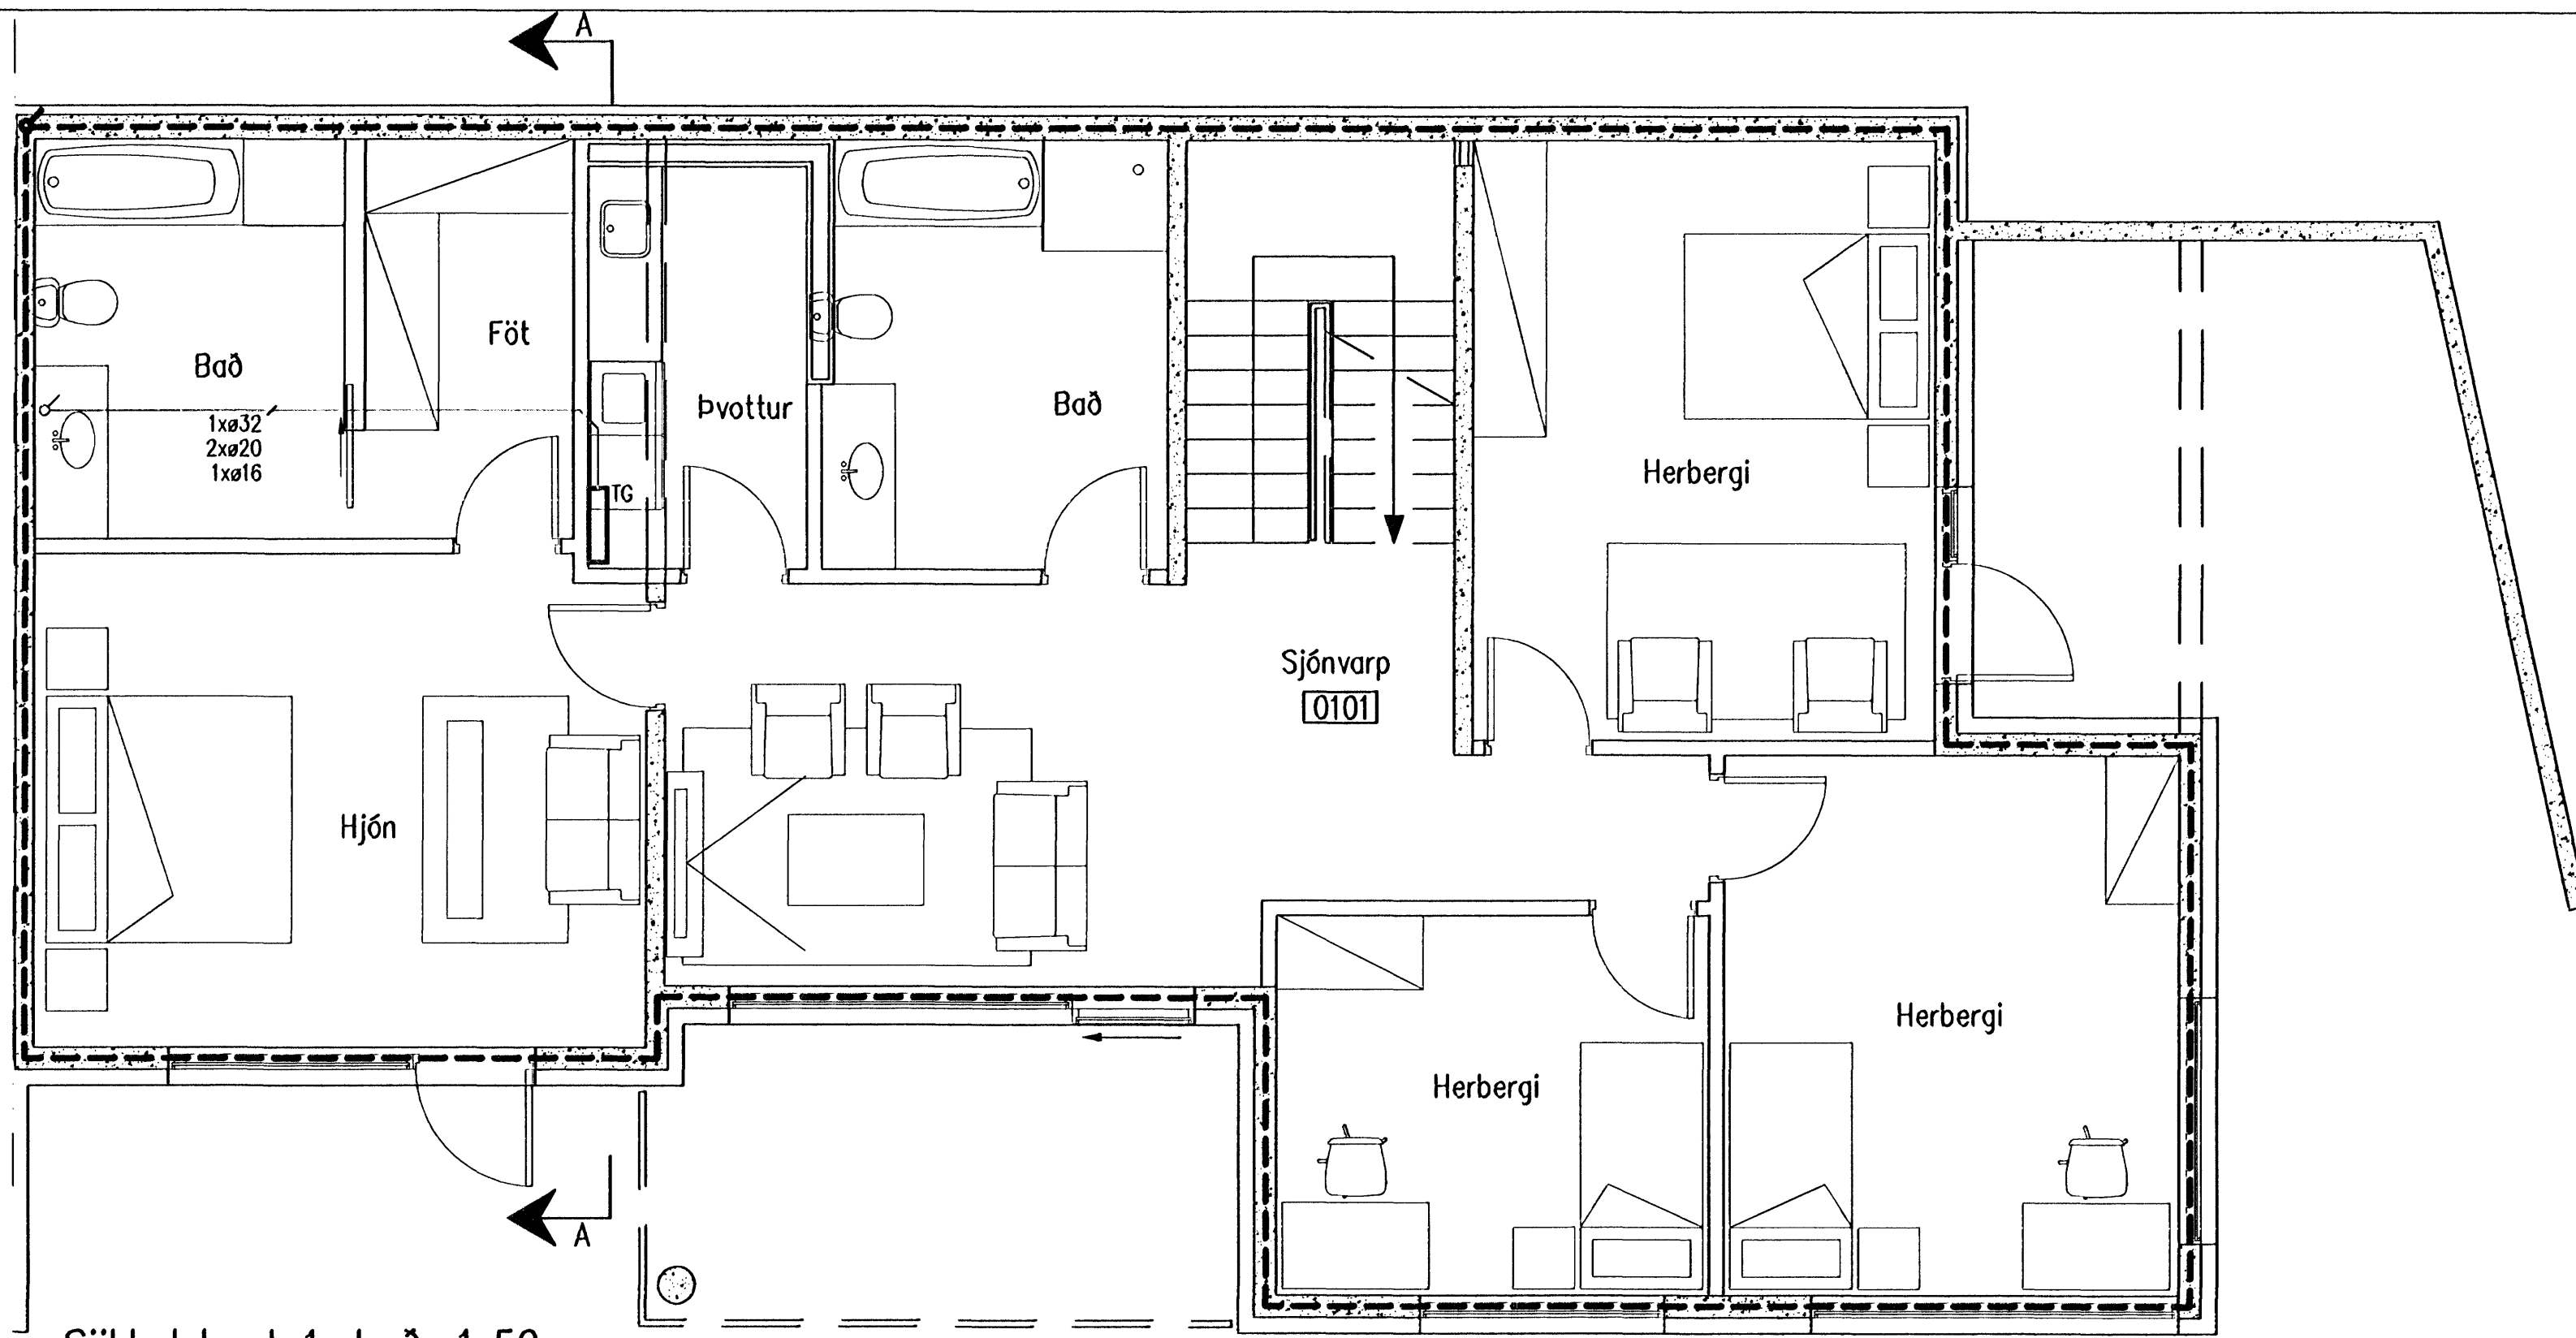 A
Föt
Bað
1xø32
2xø20
1xø16
TG
Þvottur
Bað
Herbergi
Sjónvarp
0101
Hjón
Herbergi
Herbergi
A